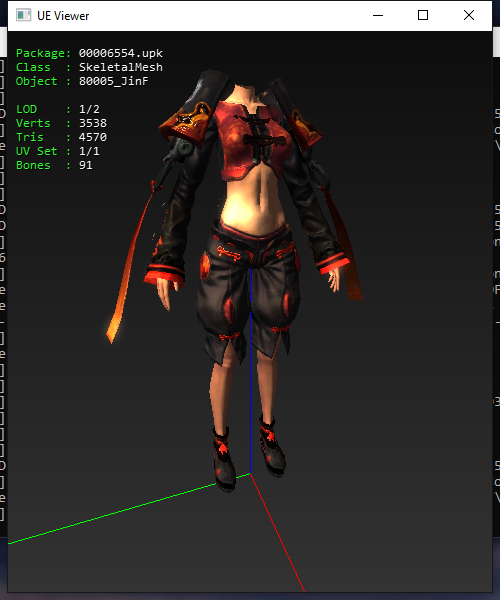 UE Viewer
Package: 00006554.upk
Class  : SkeletalMesh
Object : 80005_JinF
LOD    : 1/2
Verts  : 3538
Tris   : 4570
UV Set : 1/1
Bones  : 91